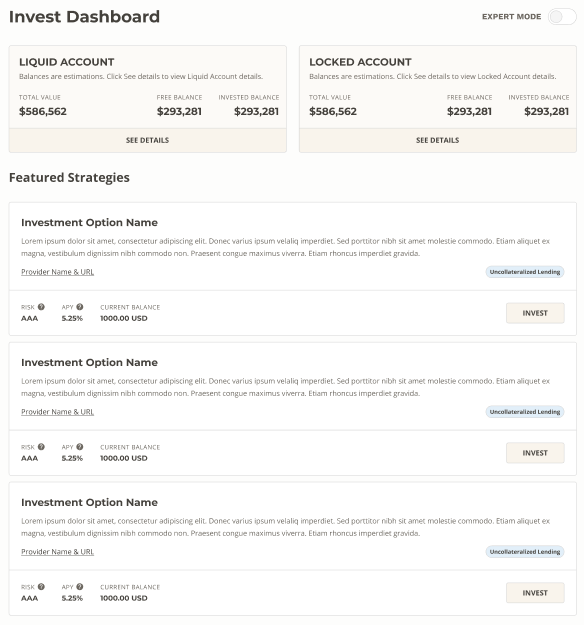 Invest Dashboard
EXPERT MODE
LIQUID ACCOUNT
Balances are estimations. Click See details to view Liquid Account details.
TOTAL VALUE FREE BALANCE INVESTED BALANCE
$586,562 $293,281 $293,281
SEE DETAILS
LOCKED ACCOUNT
Balances are estimations. Click See details to view Locked Account details.
TOTAL VALUE FREE BALANCE INVESTED BALANCE
$586,562 $293,281 $293,281
SEE DETAILS
Featured Strategies
Investment Option Name
Lorem ipsum dolor sit amet, consectetur adipiscing elit. Donec varius ipsum velaliq imperdiet. Sed porttitor nibh sit amet molestie commodo. Etiam aliquet ex
magna, vestibulum dignissim nibh commodo non. Praesent congue maximus viverra. Etiam rhoncus imperdiet gravida.
Provider Name & URL
Uncollateralized Lending
RISK ? APY ? CURRENT BALANCE
AAA 5.25% 1000.00 USD
INVEST
Investment Option Name
Lorem ipsum dolor sit amet, consectetur adipiscing elit. Donec varius ipsum velaliq imperdiet. Sed porttitor nibh sit amet molestie commodo. Etiam aliquet ex
magna, vestibulum dignissim nibh commodo non. Praesent congue maximus viverra. Etiam rhoncus imperdiet gravida.
Provider Name & URL
Uncollateralized Lending
RISK ? APY ? CURRENT BALANCE
AAA 5.25% 1000.00 USD
INVEST
Investment Option Name
Lorem ipsum dolor sit amet, consectetur adipiscing elit. Donec varius ipsum velaliq imperdiet. Sed porttitor nibh sit amet molestie commodo. Etiam aliquet ex
magna, vestibulum dignissim nibh commodo non. Praesent congue maximus viverra. Etiam rhoncus imperdiet gravida.
Provider Name & URL
Uncollateralized Lending
RISK ? APY ? CURRENT BALANCE
AAA 5.25% 1000.00 USD
INVEST